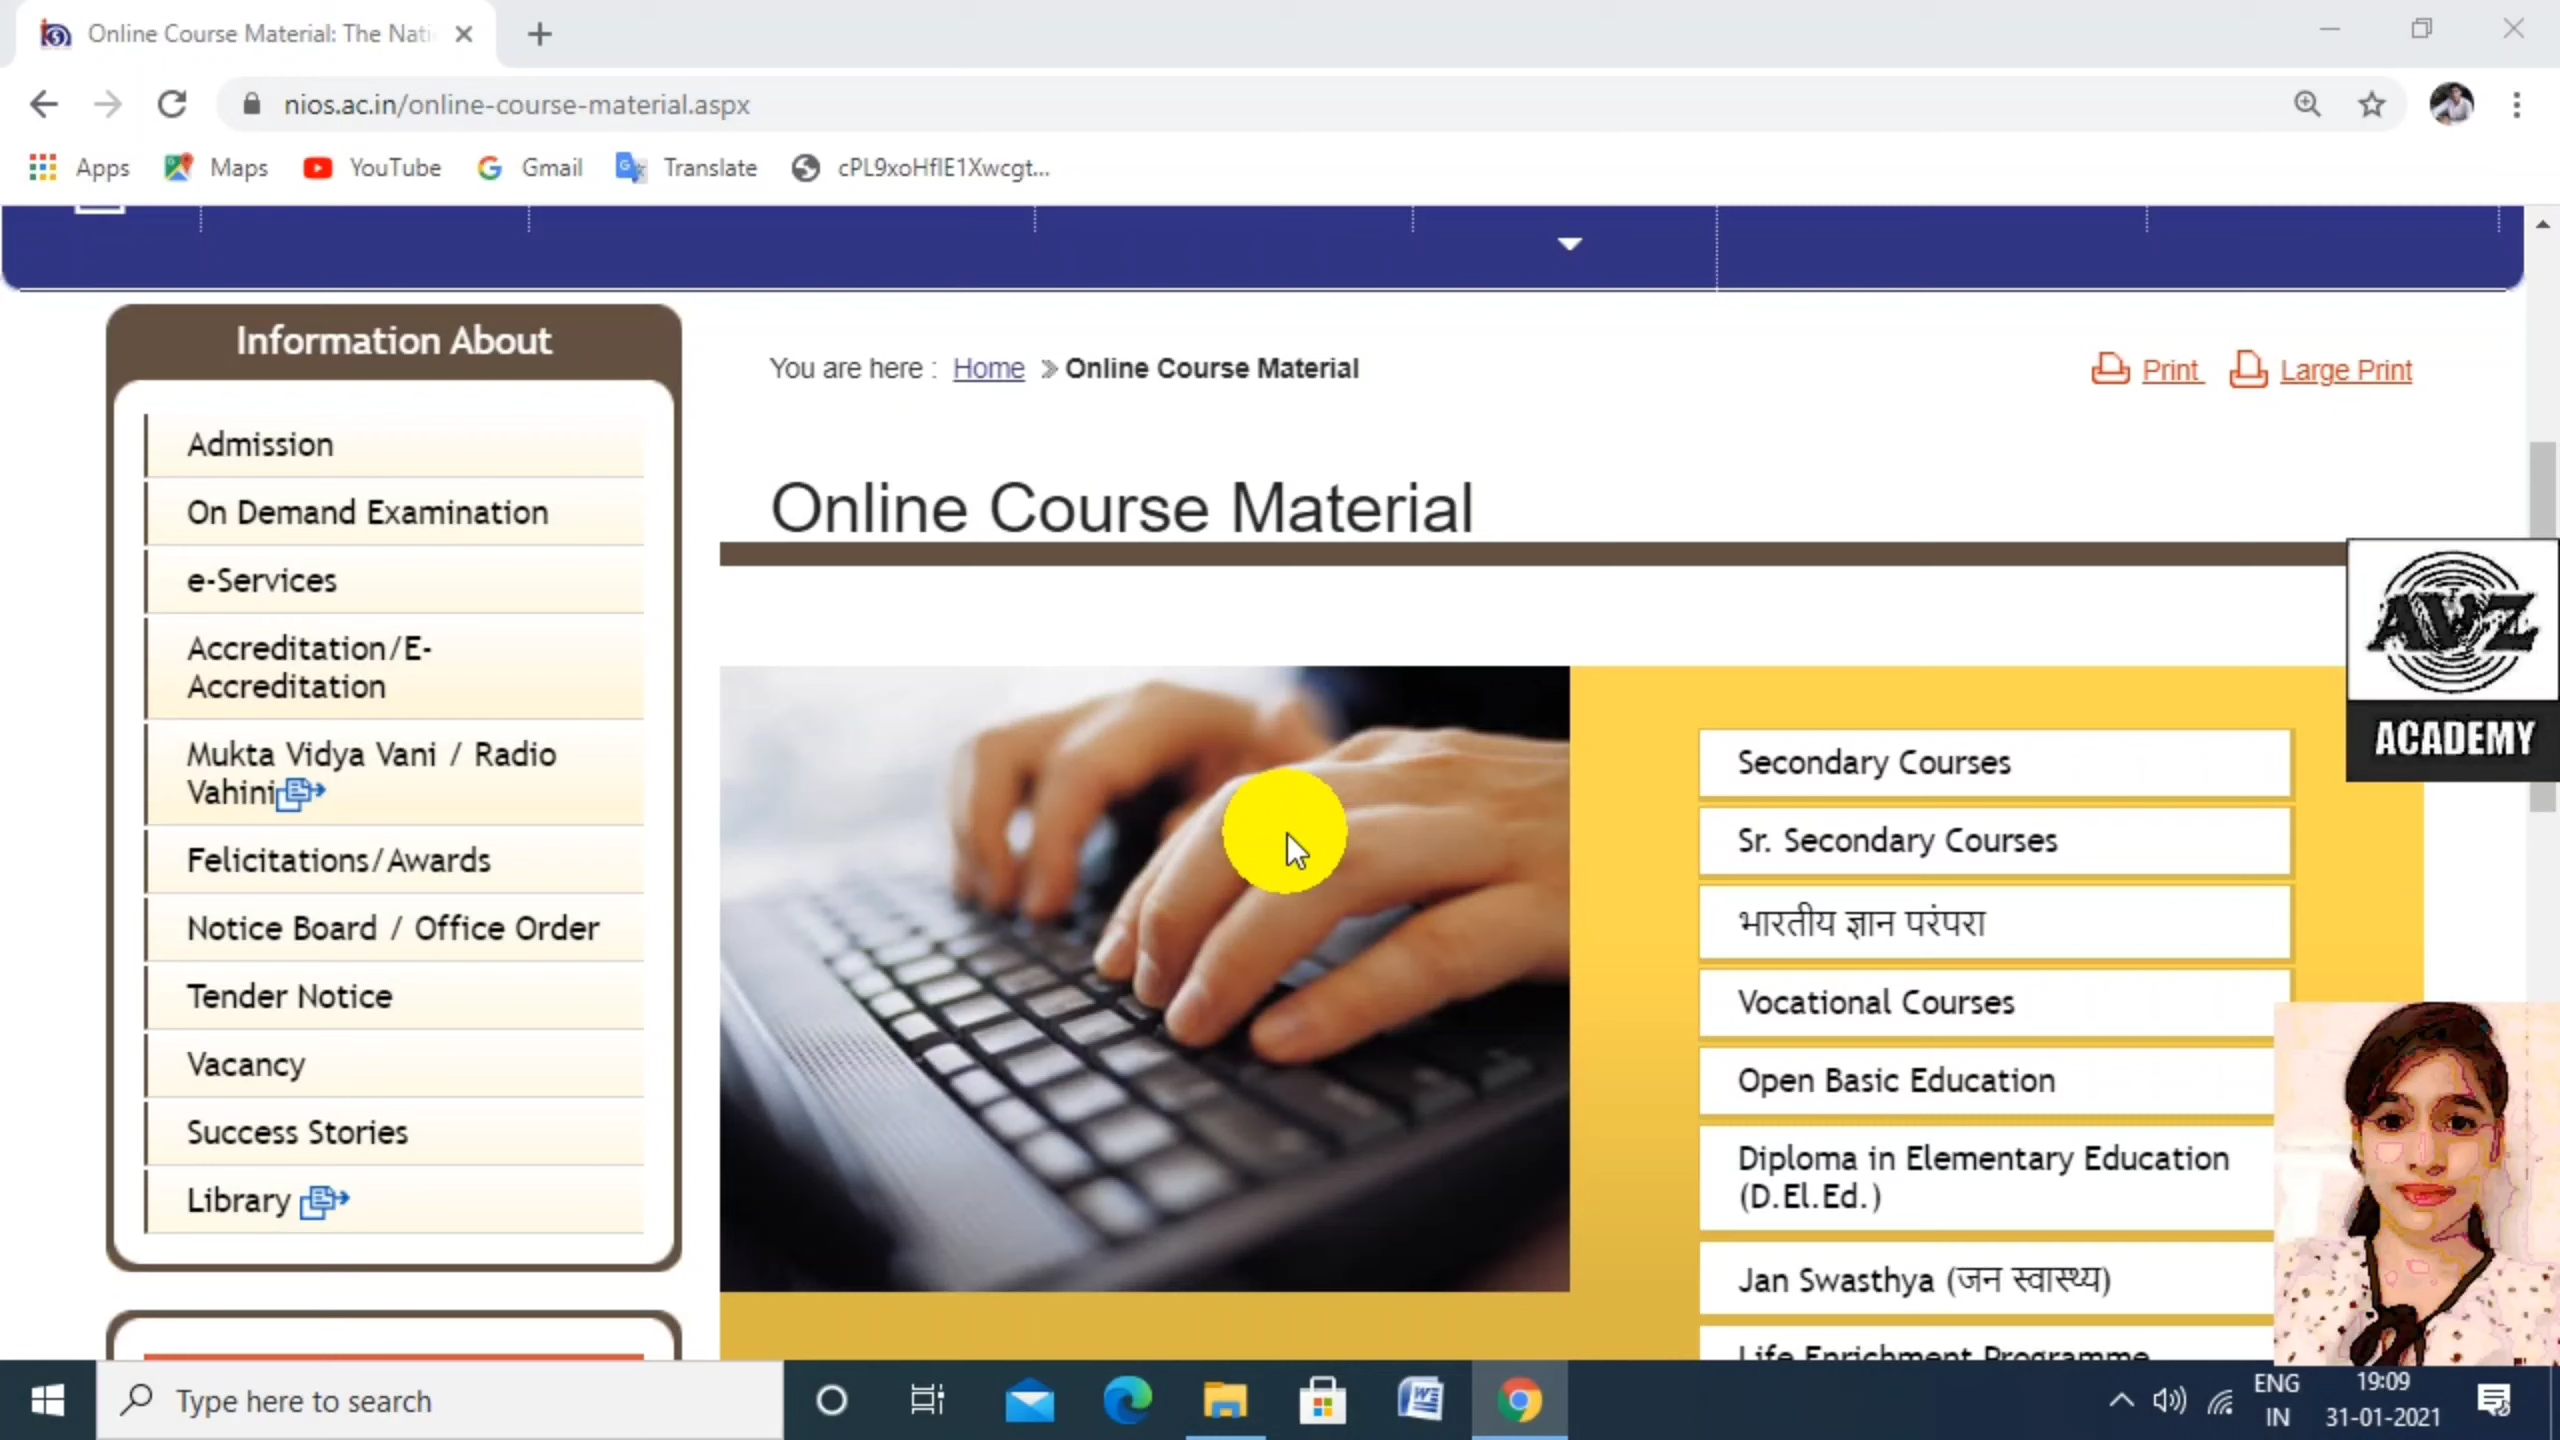 Online Course Material: The Nati
nios.ac.in/online-course-material.aspx
Apps
Maps
YouTube
Gmail
Translate
cPL9xoHflE1Xwcgt...
Information About
Admission
On Demand Examination
e-Services
Accreditation/E-
Accreditation
Mukta Vidya Vani / Radio
Vahini
Felicitations/Awards
Notice Board / Office Order
Tender Notice
Vacancy
Success Stories
Library
You are here : Home » Online Course Material
Print
Large Print
Online Course Material
Secondary Courses
Sr. Secondary Courses
भारतीय ज्ञान परंपरा
Vocational Courses
Open Basic Education
Diploma in Elementary Education
(D.El.Ed.)
Jan Swasthya (जन स्वास्थ्य)
Life Enrichment Programme
AWZ
ACADEMY
Type here to search
ENG
IN
19:09
31-01-2021